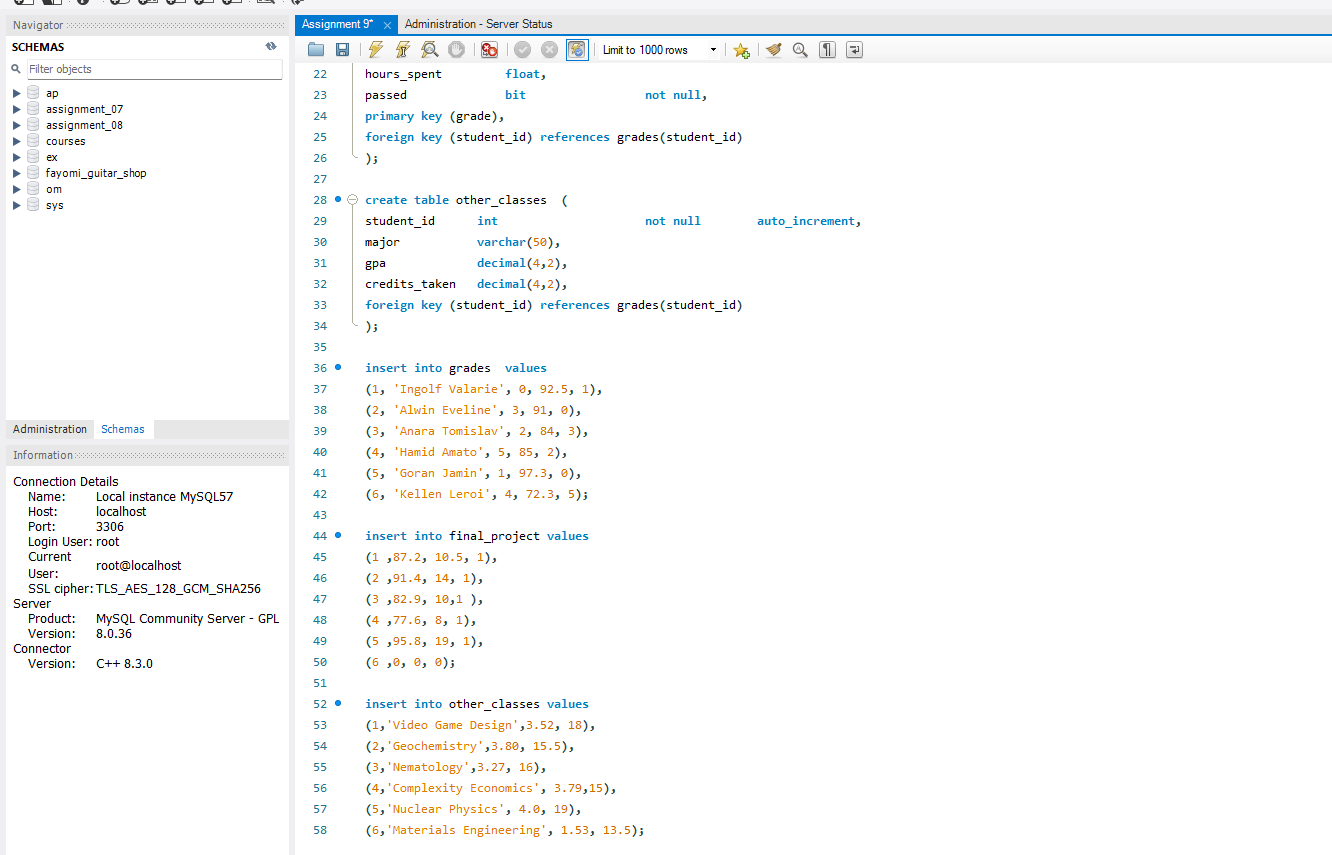 Navigator
SCHEMAS
Filter objects
ap
assignment_07
assignment_08
courses
ex
fayomi_guitar_shop
om
sys
Administration Schemas
Information
Connection Details
Name: Local instance MySQL57
Host: localhost
Port: 3306
Login User: root
Current User: root@localhost
SSL cipher: TLS_AES_128_GCM_SHA256
Server
Product: MySQL Community Server - GPL
Version: 8.0.36
Connector
Version: C++ 8.3.0
Assignment 9* Administration - Server Status
Limit to 1000 rows
22 hours_spent float,
23 passed bit not null,
24 primary key (grade),
25 foreign key (student_id) references grades(student_id)
26 );
27
28 create table other_classes (
29 student_id int not null auto_increment,
30 major varchar(50),
31 gpa decimal(4,2),
32 credits_taken decimal(4,2),
33 foreign key (student_id) references grades(student_id)
34 );
35
36 insert into grades values
37 (1, 'Ingolf Valarie', 0, 92.5, 1),
38 (2, 'Alwin Eveline', 3, 91, 0),
39 (3, 'Anara Tomislav', 2, 84, 3),
40 (4, 'Hamid Amato', 5, 85, 2),
41 (5, 'Goran Jamin', 1, 97.3, 0),
42 (6, 'Kellen Leroi', 4, 72.3, 5);
43
44 insert into final_project values
45 (1 ,87.2, 10.5, 1),
46 (2 ,91.4, 14, 1),
47 (3 ,82.9, 10,1 ),
48 (4 ,77.6, 8, 1),
49 (5 ,95.8, 19, 1),
50 (6 ,0, 0, 0);
51
52 insert into other_classes values
53 (1,'Video Game Design',3.52, 18),
54 (2,'Geochemistry',3.80, 15.5),
55 (3,'Nematology',3.27, 16),
56 (4,'Complexity Economics', 3.79,15),
57 (5,'Nuclear Physics', 4.0, 19),
58 (6,'Materials Engineering', 1.53, 13.5);